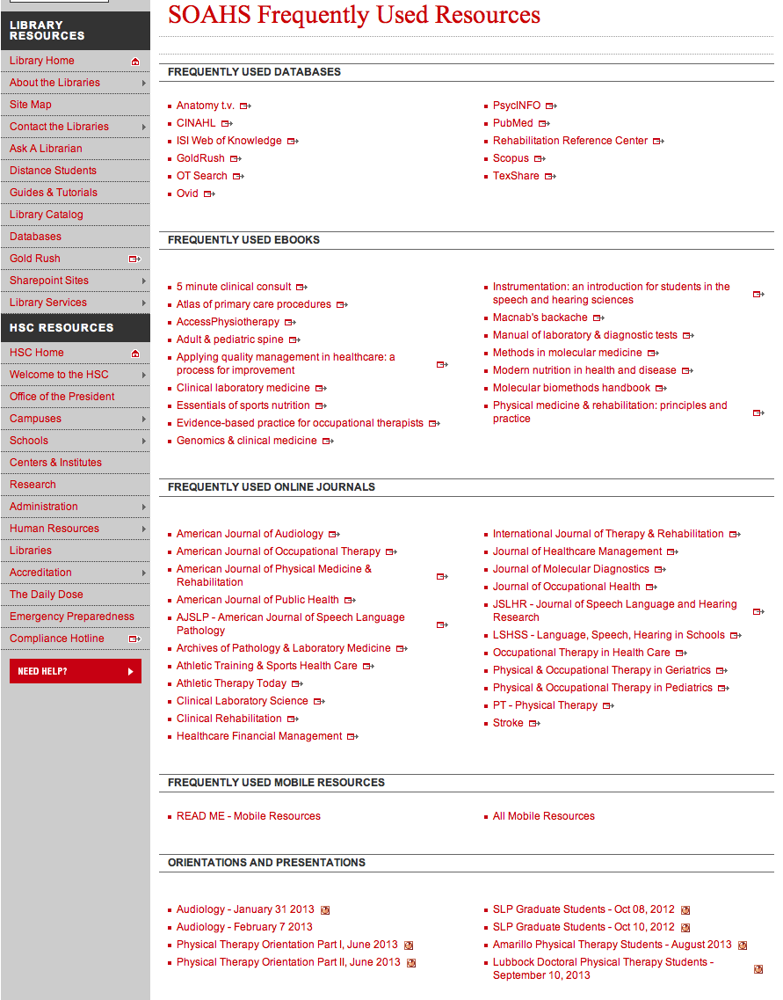 LIBRARY
RESOURCES
Library Home
About the Libraries
Site Map
Contact the Libraries
Ask A Librarian
Distance Students
Guides & Tutorials
Library Catalog
Databases
Gold Rush
Sharepoint Sites
Library Services
HSC RESOURCES
HSC Home
Welcome to the HSC
Office of the President
Campuses
Schools
Centers & Institutes
Research
Administration
Human Resources
Libraries
Accreditation
The Daily Dose
Emergency Preparedness
Compliance Hotline
NEED HELP?
SOAHS Frequently Used Resources
FREQUENTLY USED DATABASES
Anatomy t.v.
CINAHL
ISI Web of Knowledge
GoldRush
OT Search
Ovid
PsycINFO
PubMed
Rehabilitation Reference Center
Scopus
TexShare
FREQUENTLY USED EBOOKS
5 minute clinical consult
Atlas of primary care procedures
AccessPhysiotherapy
Adult & pediatric spine
Applying quality management in healthcare: a
process for improvement
Clinical laboratory medicine
Essentials of sports nutrition
Evidence-based practice for occupational therapists
Genomics & clinical medicine
Instrumentation: an introduction for students in the
speech and hearing sciences
Macnab's backache
Manual of laboratory & diagnostic tests
Methods in molecular medicine
Modern nutrition in health and disease
Molecular biomethods handbook
Physical medicine & rehabilitation: principles and
practice
FREQUENTLY USED ONLINE JOURNALS
American Journal of Audiology
American Journal of Occupational Therapy
American Journal of Physical Medicine &
Rehabilitation
American Journal of Public Health
AJSLP - American Journal of Speech Language
Pathology
Archives of Pathology & Laboratory Medicine
Athletic Training & Sports Health Care
Athletic Therapy Today
Clinical Laboratory Science
Clinical Rehabilitation
Healthcare Financial Management
International Journal of Therapy & Rehabilitation
Journal of Healthcare Management
Journal of Molecular Diagnostics
Journal of Occupational Health
JSLHR - Journal of Speech Language and Hearing
Research
LSHSS - Language, Speech, Hearing in Schools
Occupational Therapy in Health Care
Physical & Occupational Therapy in Geriatrics
Physical & Occupational Therapy in Pediatrics
PT - Physical Therapy
Stroke
FREQUENTLY USED MOBILE RESOURCES
READ ME - Mobile Resources
All Mobile Resources
ORIENTATIONS AND PRESENTATIONS
Audiology - January 31 2013
Audiology - February 7 2013
Physical Therapy Orientation Part I, June 2013
Physical Therapy Orientation Part II, June 2013
SLP Graduate Students - Oct 08, 2012
SLP Graduate Students - Oct 10, 2012
Amarillo Physical Therapy Students - August 2013
Lubbock Doctoral Physical Therapy Students -
September 10, 2013